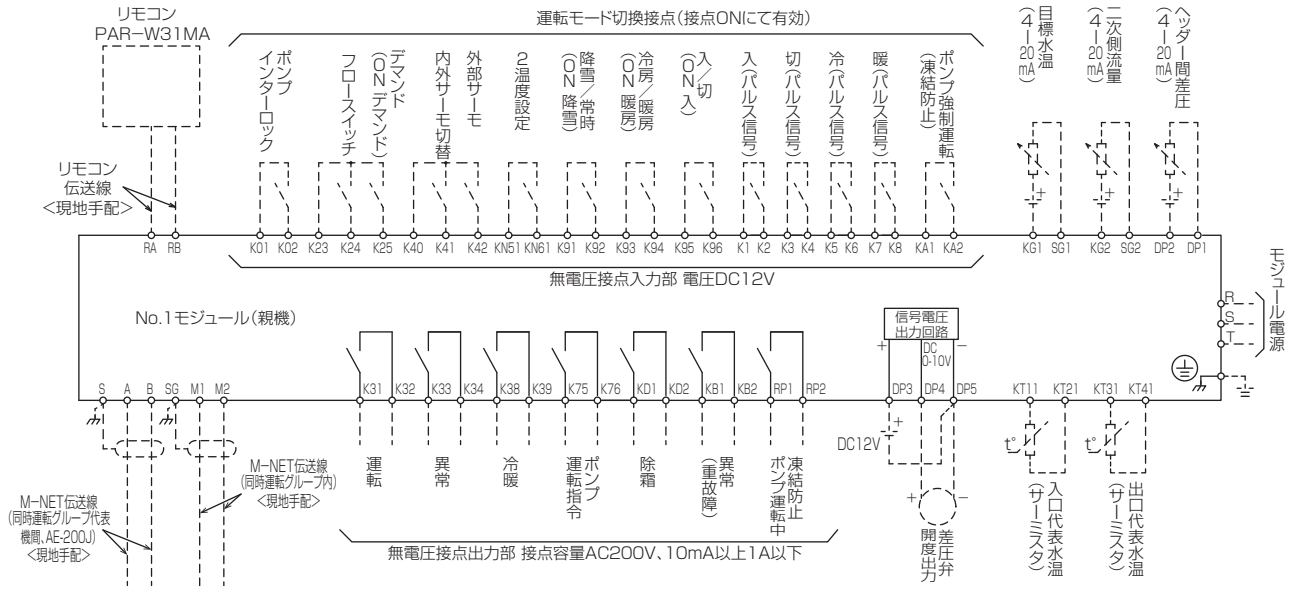 リモコン
PAR−W31MA
運転モード切換接点(接点ONにて有効)
ポンプ
インターロック
フロースイッチ
デマンド
(ON デマンド)
内外サーモ切替
外部サーモ
2温度設定
降雪/常時
(ON 降雪)
冷房/暖房
(ON 暖房)
入/切
(ON 入)
入(パルス信号)
切(パルス信号)
冷(パルス信号)
暖(パルス信号)
ポンプ強制運転
(凍結防止)
目標水温
(4−20mA)
二次側流量
(4−20mA)
ヘッダー間差圧
(4−20mA)
リモコン
伝送線
<現地手配>
+ + +
RA RB K01 K02 K23 K24 K25 K40 K41 K42 KN51 KN61 K91 K92 K93 K94 K95 K96 K1 K2 K3 K4 K5 K6 K7 K8 KA1 KA2 KG1 SG1 KG2 SG2 DP2 DP1
無電圧接点入力部 電圧DC12V
No.1モジュール(親機)
R
S
T
モジュール電源
信号電圧
出力回路
+ DC −
0-10V
S A B SG M1 M2 K31 K32 K33 K34 K38 K39 K75 K76 KD1 KD2 KB1 KB2 RP1 RP2 DP3 DP4 DP5 KT11 KT21 KT31 KT41
DC12V
+
t° t°
+ −
M−NET伝送線
(同時運転グループ内)
<現地手配>
M−NET伝送線
(同時運転グループ代表
機間、AE-200J)
<現地手配>
運転
異常
冷暖
ポンプ
運転指令
除霜
異常
(重故障)
凍結防止
ポンプ運転中
差圧弁
開度出力
入口代表水温
(サーミスタ)
出口代表水温
(サーミスタ)
無電圧接点出力部 接点容量AC200V、10mA以上1A以下